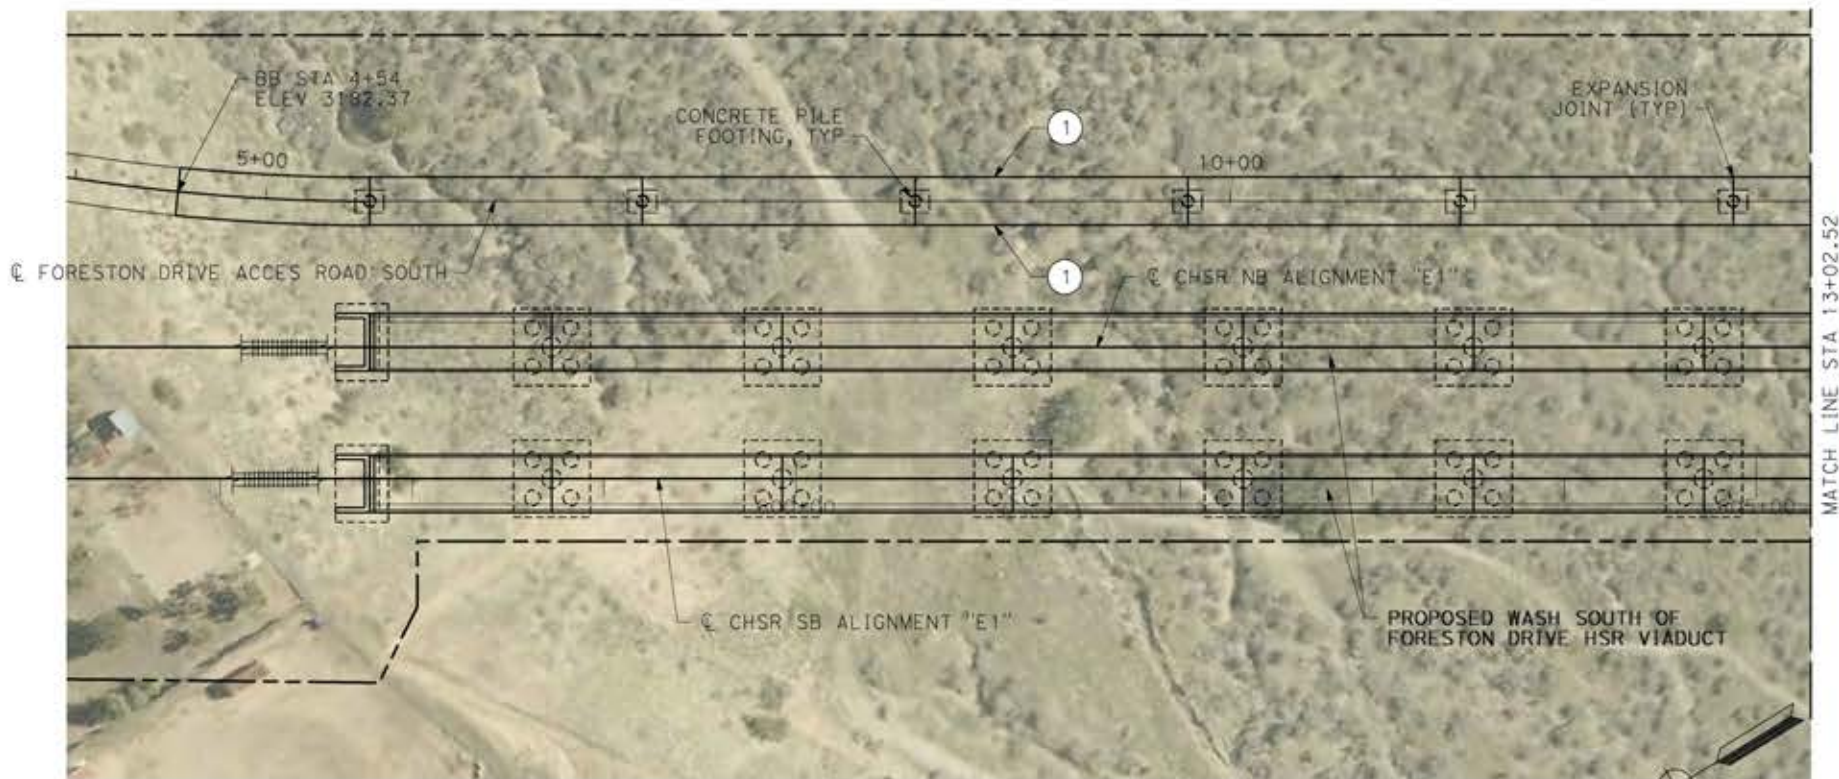 BB STA 4+54
ELEV 3182.37
CONCRETE PILE
FOOTING, TYP
1
EXPANSION
JOINT (TYP)
5+00
10+00
℄ FORESTON DRIVE ACCES ROAD SOUTH
1
℄ CHSR NB ALIGNMENT "E1"
MATCH LINE STA 13+02.52
℄ CHSR SB ALIGNMENT "E1"
PROPOSED WASH SOUTH OF
FORESTON DRIVE HSR VIADUCT